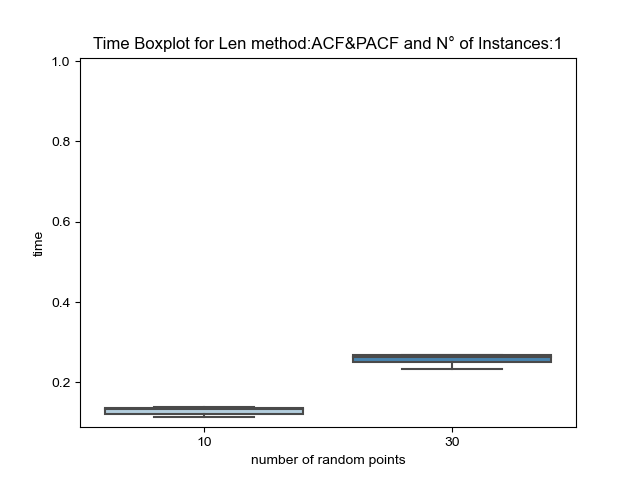 Time Boxplot for Len method:ACF&PACF and N° of Instances:1
1.0
0.8
0.6
0.4
0.2
time
10 30
number of random points